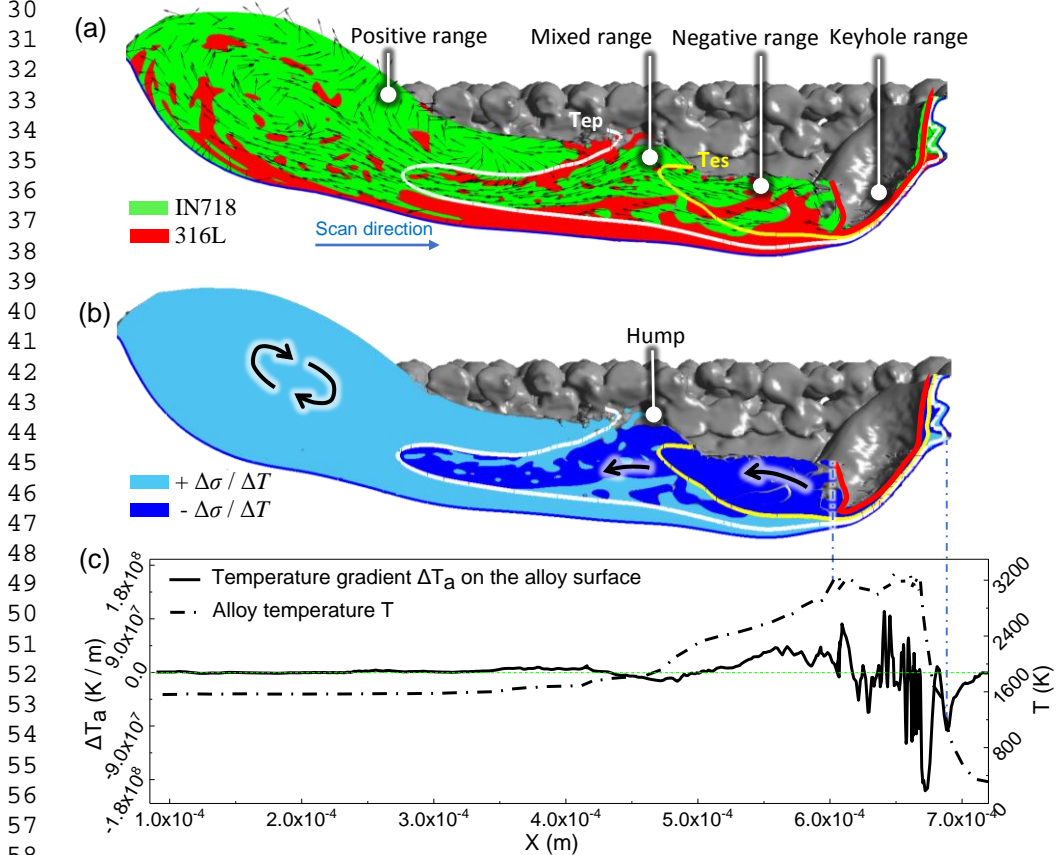 30
31
32
33
34
35
36
37
38
39
40
41
42
43
44
45
46
47
48
49
50
51
52
53
54
55
56
57
58
(a)
Positive range
Mixed range
Negative range
Keyhole range
Tep
Tes
IN718
316L
Scan direction
(b)
Hump
+ Δσ / ΔT
- Δσ / ΔT
(c)
Temperature gradient ΔTa on the alloy surface
Alloy temperature T
ΔTa (K / m)
1.8x10⁸
9.0x10⁷
0.0
-9.0x10⁷
-1.8x10⁸
T (K)
3200
2400
1600
800
0
1.0x10⁻⁴
2.0x10⁻⁴
3.0x10⁻⁴
4.0x10⁻⁴
5.0x10⁻⁴
6.0x10⁻⁴
7.0x10⁻⁴
X (m)